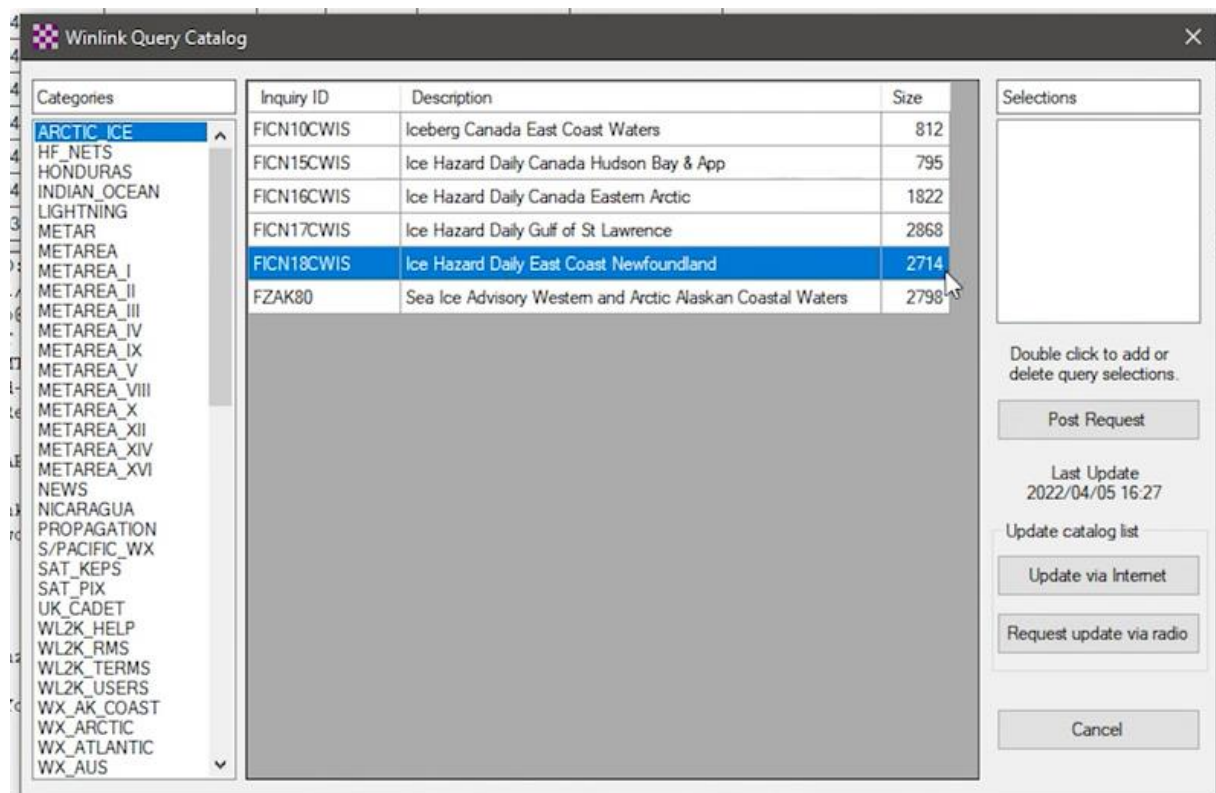 Winlink Query Catalog
Categories
ARCTIC_ICE
HF_NETS
HONDURAS
INDIAN_OCEAN
LIGHTNING
METAR
METAREA
METAREA_I
METAREA_II
METAREA_III
METAREA_IV
METAREA_IX
METAREA_V
METAREA_VIII
METAREA_X
METAREA_XII
METAREA_XIV
METAREA_XVI
NEWS
NICARAGUA
PROPAGATION
S/PACIFIC_WX
SAT_KEPS
SAT_PIX
UK_CADET
WL2K_HELP
WL2K_RMS
WL2K_TERMS
WL2K_USERS
WX_AK_COAST
WX_ARCTIC
WX_ATLANTIC
WX_AUS
Inquiry ID Description Size
FICN10CWIS Iceberg Canada East Coast Waters 812
FICN15CWIS Ice Hazard Daily Canada Hudson Bay & App 795
FICN16CWIS Ice Hazard Daily Canada Eastern Arctic 1822
FICN17CWIS Ice Hazard Daily Gulf of St Lawrence 2868
FICN18CWIS Ice Hazard Daily East Coast Newfoundland 2714
FZAK80 Sea Ice Advisory Western and Arctic Alaskan Coastal Waters 2798
Selections
Double click to add or
delete query selections.
Post Request
Last Update
2022/04/05 16:27
Update catalog list
Update via Internet
Request update via radio
Cancel